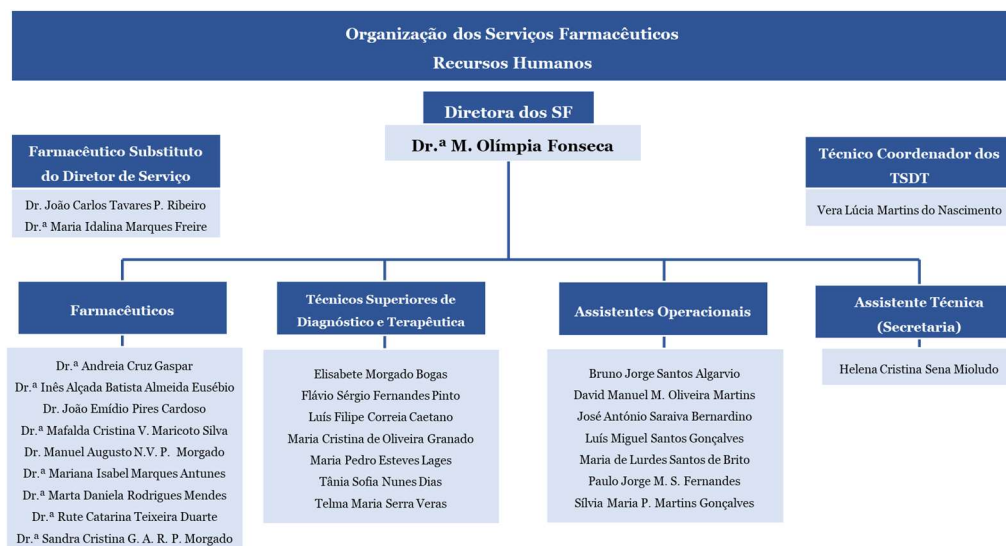 Organização dos Serviços Farmacêuticos
Recursos Humanos
Diretora dos SF
Dr.ª M. Olímpia Fonseca
Farmacêutico Substituto
do Diretor de Serviço
Dr. João Carlos Tavares P. Ribeiro
Dr.ª Maria Idalina Marques Freire
Técnico Coordenador dos
TSDT
Vera Lúcia Martins do Nascimento
Farmacêuticos
Dr.ª Andreia Cruz Gaspar
Dr.ª Inês Alçada Batista Almeida Eusébio
Dr. João Emídio Pires Cardoso
Dr.ª Mafalda Cristina V. Maricoto Silva
Dr. Manuel Augusto N.V. P. Morgado
Dr.ª Mariana Isabel Marques Antunes
Dr.ª Marta Daniela Rodrigues Mendes
Dr.ª Rute Catarina Teixeira Duarte
Dr.ª Sandra Cristina G. A. R. P. Morgado
Técnicos Superiores de
Diagnóstico e Terapêutica
Elisabete Morgado Bogas
Flávio Sérgio Fernandes Pinto
Luís Filipe Correia Caetano
Maria Cristina de Oliveira Granado
Maria Pedro Esteves Lages
Tânia Sofia Nunes Dias
Telma Maria Serra Veras
Assistentes Operacionais
Bruno Jorge Santos Algarvio
David Manuel M. Oliveira Martins
José António Saraiva Bernardino
Luís Miguel Santos Gonçalves
Maria de Lurdes Santos de Brito
Paulo Jorge M. S. Fernandes
Sílvia Maria P. Martins Gonçalves
Assistente Técnica
(Secretaria)
Helena Cristina Sena Mioludo